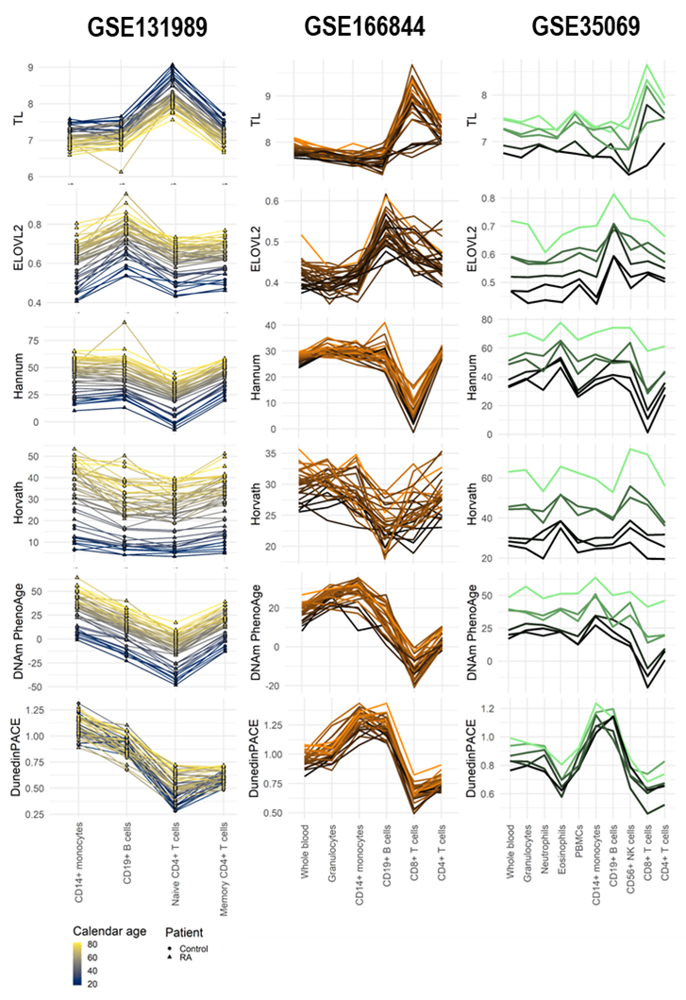 GSE131989 GSE166844 GSE35069
TL
9
8
7
6
9
8
8
7
ELOVL2
0.8
0.6
0.4
0.6
0.5
0.4
0.8
0.7
0.6
0.5
Hannum
75
50
25
0
40
30
20
10
0
80
60
40
20
0
Horvath
50
40
30
20
10
35
30
25
20
60
40
20
DNAm PhenoAge
50
25
0
-25
-50
20
0
-20
75
50
25
0
DunedinPACE
1.25
1.00
0.75
0.50
0.25
1.25
1.00
0.75
0.50
1.2
1.0
0.8
0.6
CD14+ monocytes
CD19+ B cells
Naive CD4+ T cells
Memory CD4+ T cells
Whole blood
Granulocytes
CD14+ monocytes
CD19+ B cells
CD8+ T cells
CD4+ T cells
Whole blood
Granulocytes
Neutrophils
Eosinophils
PBMCs
CD14+ monocytes
CD19+ B cells
CD56+ NK cells
CD8+ T cells
CD4+ T cells
Calendar age
80
60
40
20
Patient
Control
RA